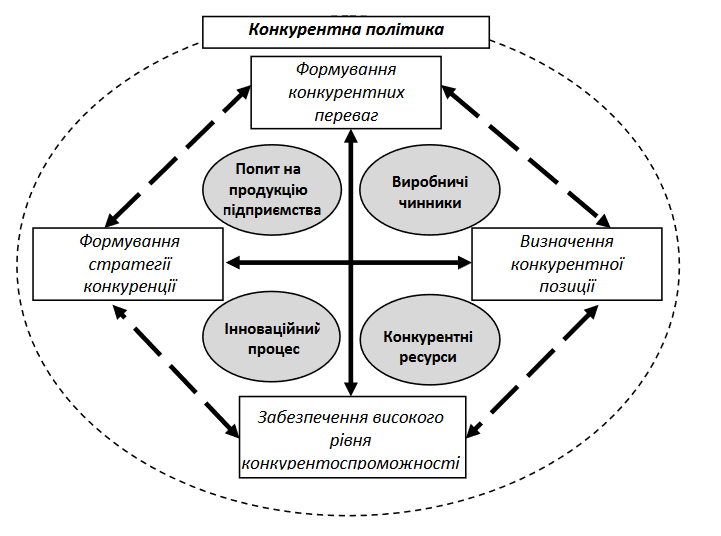 Конкурентна політика
Формування
конкурентних
переваг
Попит на
продукцію
підприємства
Виробничі
чинники
Формування
стратегії
конкуренції
Визначення
конкурентної
позиції
Інноваційний
процес
Конкурентні
ресурси
Забезпечення високого
рівня
конкурентоспроможності